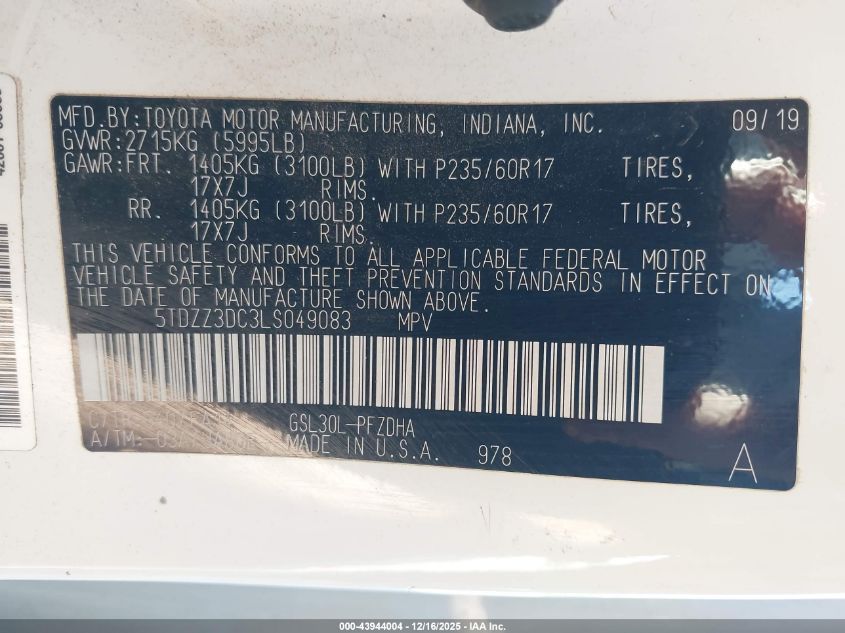 MFD.BY:TOYOTA MOTOR MANUFACTURING, INDIANA, INC. 09/19
GVWR:2715KG (5995LB)
GAWR:FRT. 1405KG (3100LB) WITH P235/60R17 TIRES,
17X7J RIMS.
RR. 1405KG (3100LB) WITH P235/60R17 TIRES,
17X7J RIMS.
THIS VEHICLE CONFORMS TO ALL APPLICABLE FEDERAL MOTOR
VEHICLE SAFETY AND THEFT PREVENTION STANDARDS IN EFFECT ON
THE DATE OF MANUFACTURE SHOWN ABOVE.
5TDZZ3DC3LS049083 MPV
GSL30L-PFZDHA
A/TM: MADE IN U.S.A. 978 A
000-43944004 - 12/16/2025 - IAA Inc.